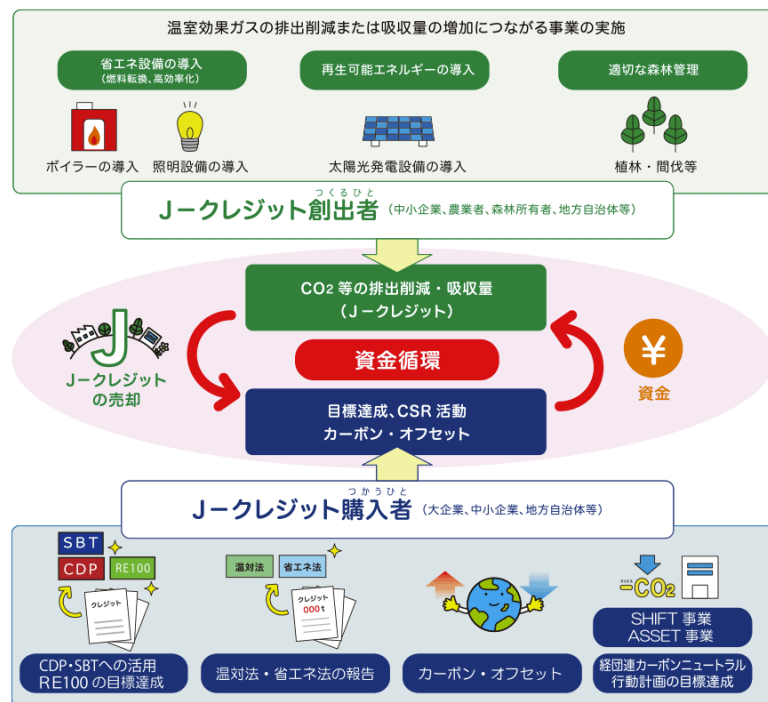 温室効果ガスの排出削減または吸収量の増加につながる事業の実施
省エネ設備の導入
(燃料転換、高効率化)
再生可能エネルギーの導入
適切な森林管理
ボイラーの導入
照明設備の導入
太陽光発電設備の導入
植林・間伐等
つくるひと
Jークレジット創出者(中小企業、農業者、森林所有者、地方自治体等)
CO2 等の排出削減・吸収量
(Jークレジット)
J
Jークレジット
の売却
資金循環
¥
資金
目標達成、CSR 活動
カーボン・オフセット
つかうひと
Jークレジット購入者(大企業、中小企業、地方自治体等)
SBT
CDP
RE100
クレジット
CDP・SBTへの活用
RE100 の目標達成
温対法
省エネ法
クレジット
000t
温対法・省エネ法の報告
カーボン・オフセット
マイナス
-CO2
SHIFT 事業
ASSET 事業
経団連カーボンニュートラル
行動計画の目標達成